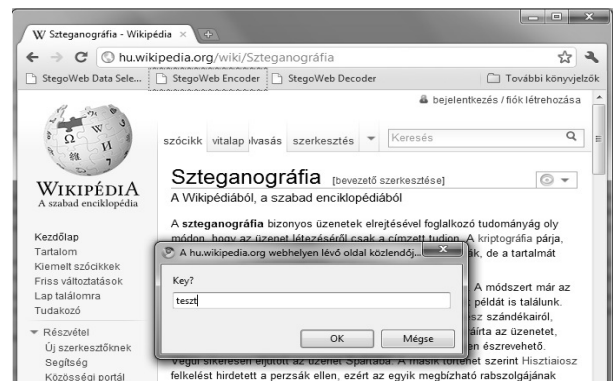 Szteganográfia - Wikipédia
hu.wikipedia.org/wiki/Szteganográfia
StegoWeb Data Sele... StegoWeb Encoder StegoWeb Decoder További könyvjelzők
bejelentkezés / fiók létrehozása
szócikk vitalap olvasás szerkesztés Keresés
WIKIPÉDIA
A szabad enciklopédia
Szteganográfia [bevezető szerkesztése]
A Wikipédiából, a szabad enciklopédiából
A szteganográfia bizonyos üzenetek elrejtésével foglalkozó tudományág oly
módon, hogy az üzenet létezéséről csak a címzett tudjon. A kriptográfia párja,
de a tartalmát
A hu.wikipedia.org webhelyen lévő oldal közlendőj...
Key?
teszt
OK Mégse
A módszert már az
példát is találunk.
szándékairól,
az üzenetet,
észrevehető.
Végül sikeresen eljutott az üzenet Spártába. A másik történet szerint Hisztiaiosz
felkelést hirdetett a perzsák ellen, ezért az egyik megbízható rabszolgájának
Kezdőlap
Tartalom
Kiemelt szócikkek
Friss változtatások
Lap találomra
Tudakozó
Részvétel
Új szerkesztőknek
Segítség
Közösségi portál